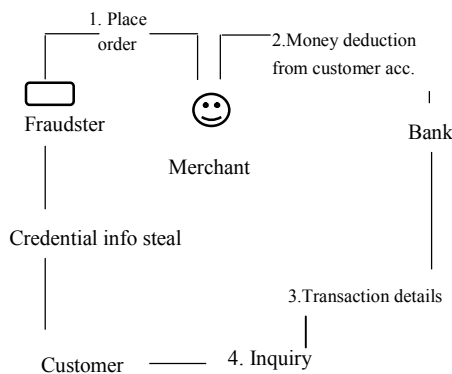 1. Place
order
2.Money deduction
from customer acc.
Fraudster
Bank
Merchant
Credential info steal
3.Transaction details
4. Inquiry
Customer